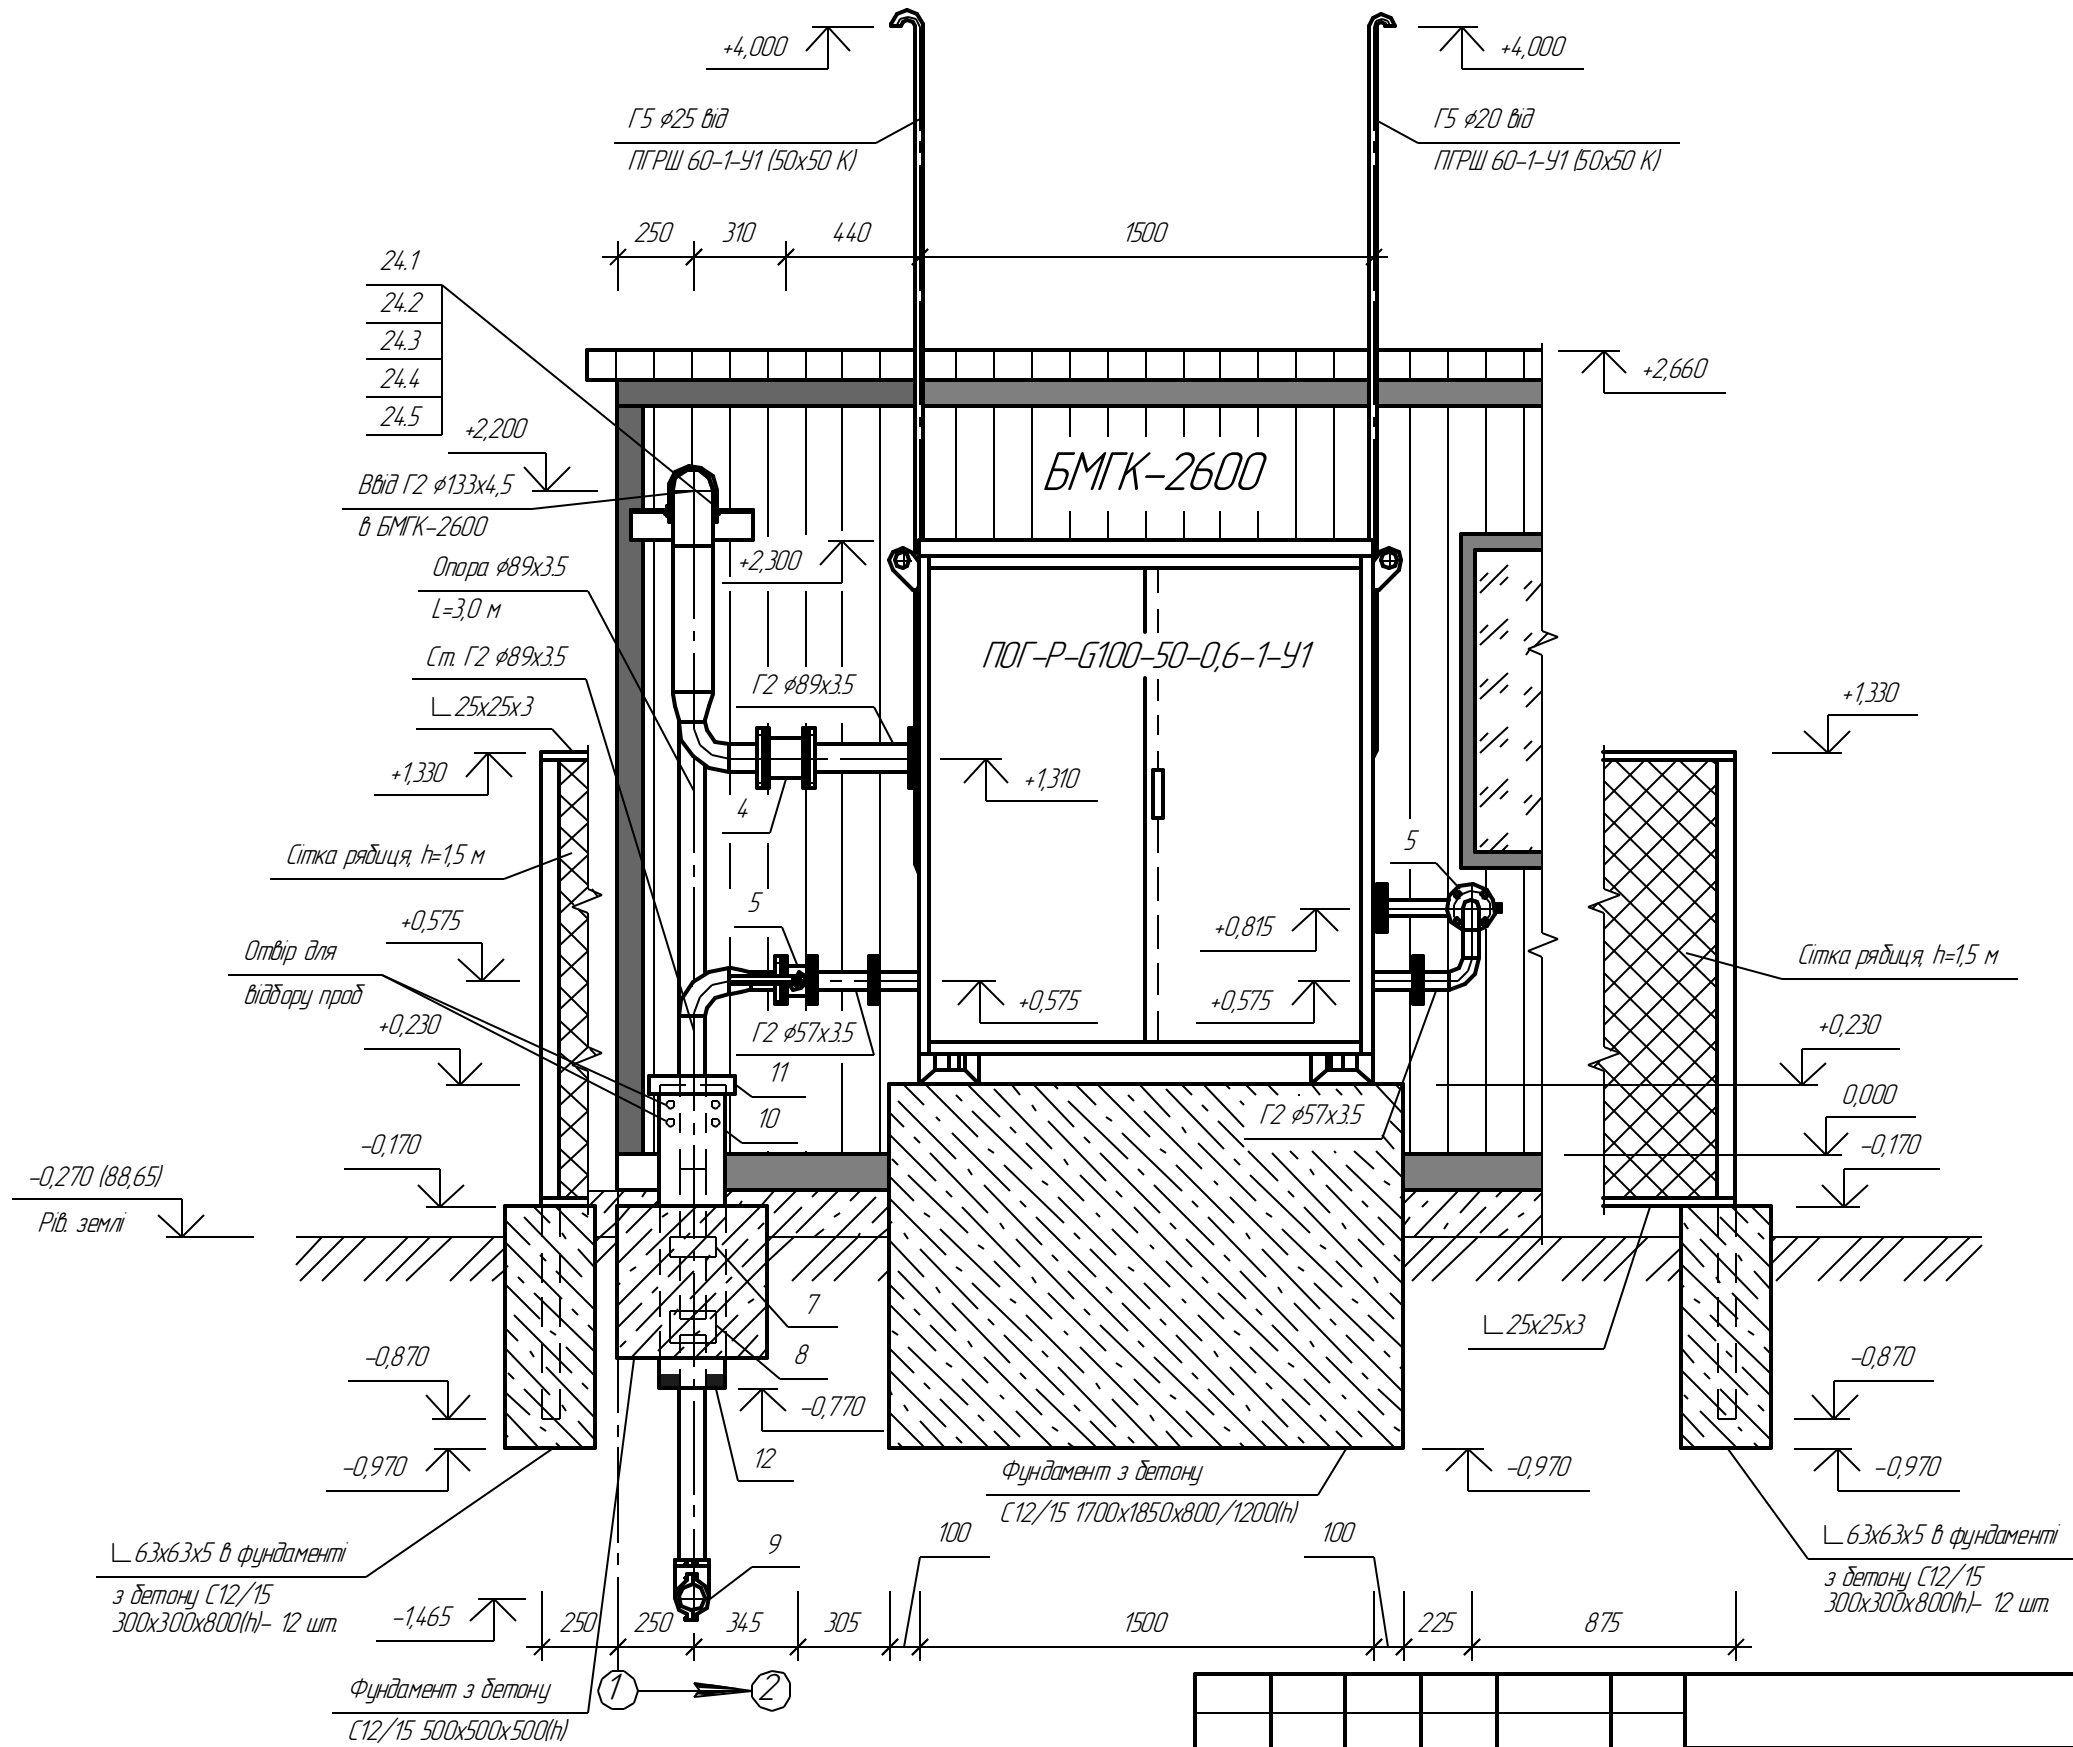 +4,000
+4,000
Г5 ϕ25 від
ПГРШ 60-1-У1 (50х50 К)
Г5 ϕ20 від
ПГРШ 60-1-У1 (50х50 К)
250
310
440
1500
24.1
24.2
24.3
24.4
24.5
+2,660
+2,200
БМГК-2600
Ввід Г2 ϕ133х4,5
в БМГК-2600
Опора ϕ89х3.5
L=3,0 м
+2,300
Ст. Г2 ϕ89х3.5
ПОГ-Р-G100-50-0,6-1-У1
Г2 ϕ89х3.5
∟25х25х3
+1,330
+1,330
+1,310
4
5
Сітка рябиця, h=1,5 м
5
+0,575
+0,815
Отвір для
відбору проб
Сітка рябиця, h=1,5 м
+0,575
+0,575
+0,230
Г2 ϕ57х3.5
+0,230
11
10
Г2 ϕ57х3.5
0,000
-0,170
-0,170
-0,270 (88,65)
Рів. землі
7
∟25х25х3
8
-0,870
-0,870
-0,770
12
-0,970
-0,970
-0,970
Фундамент з бетону
С12/15 1700х1850х800/1200(h)
100
100
9
∟63х63х5 в фундаменті
з бетону С12/15
300х300х800(h)- 12 шт.
∟63х63х5 в фундаменті
з бетону С12/15
300х300х800(h)- 12 шт.
-1,465
250
250
345
305
1500
225
875
1
2
Фундамент з бетону
С12/15 500х500х500(h)